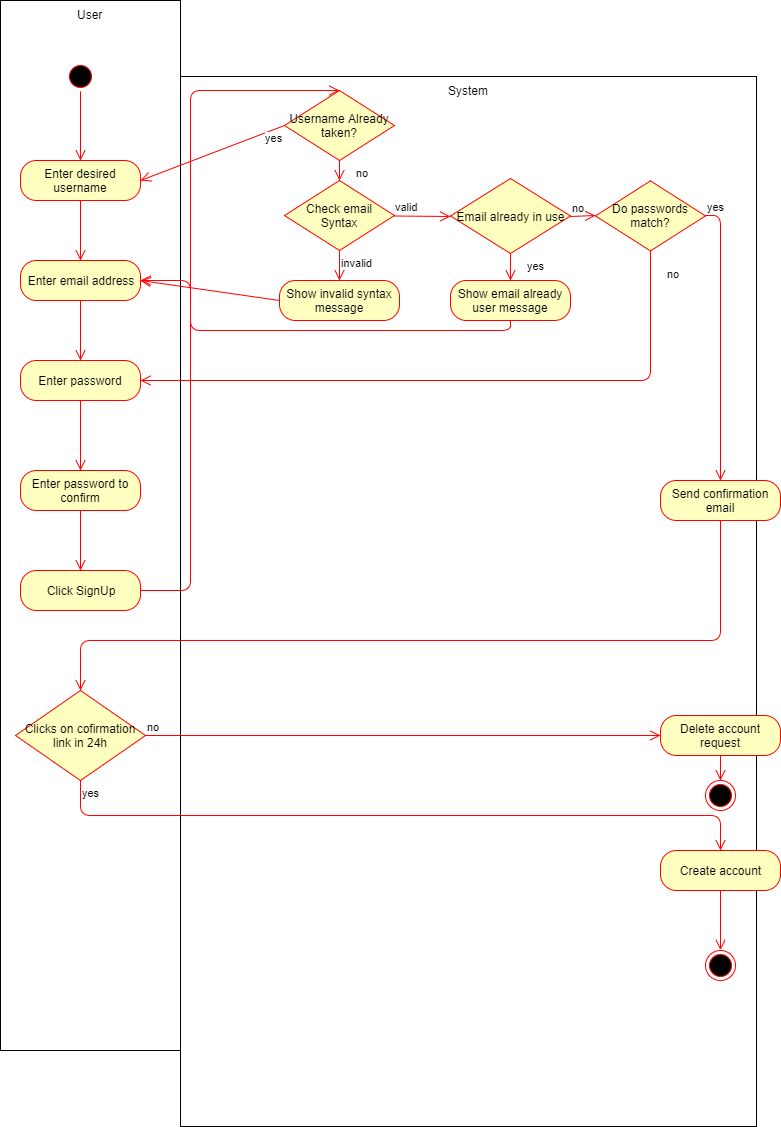 User
System
Username Already
taken?
yes
no
Enter desired
username
Check email
Syntax
valid
Email already in use
no
Do passwords
match?
yes
invalid
yes
no
Enter email address
Show invalid syntax
message
Show email already
user message
Enter password
Enter password to
confirm
Send confirmation
email
Click SignUp
Clicks on cofirmation
link in 24h
no
Delete account
request
yes
Create account